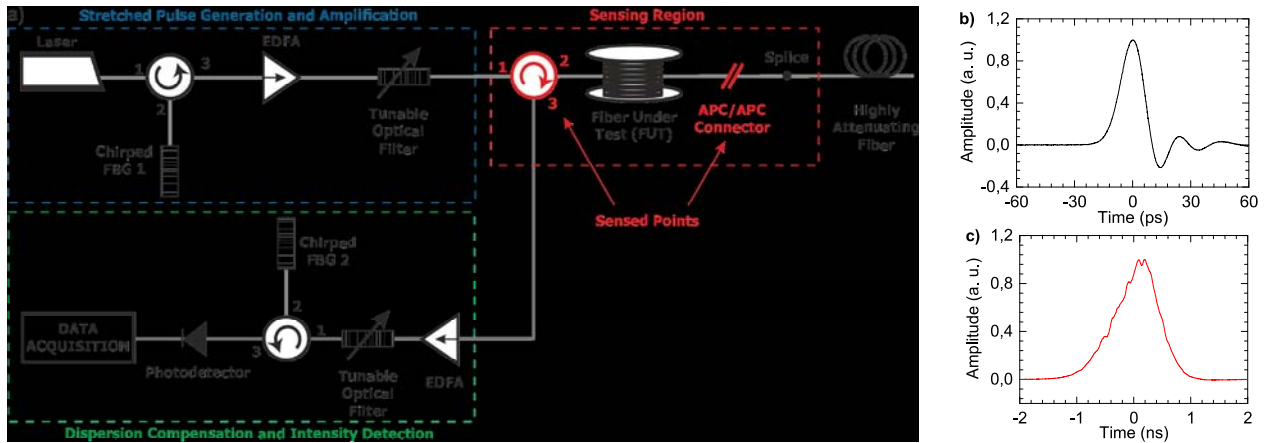 a)
Stretched Pulse Generation and Amplification
Sensing Region
Laser
EDFA
1
3
2
Tunable
Optical
Filter
Chirped
FBG 1
1
2
3
Fiber Under
Test (FUT)
APC/APC
Connector
Splice
Highly
Attenuating
Fiber
Sensed Points
Chirped
FBG 2
2
1
3
DATA
ACQUISITION
Photodetector
Tunable
Optical
Filter
EDFA
Dispersion Compensation and Intensity Detection
b)
Amplitude (a. u.)
1,2
0,8
0,4
0,0
-0,4
-60
-30
0
30
60
Time (ps)
c)
Amplitude (a. u.)
1,2
0,8
0,4
0,0
-2
-1
0
1
2
Time (ns)